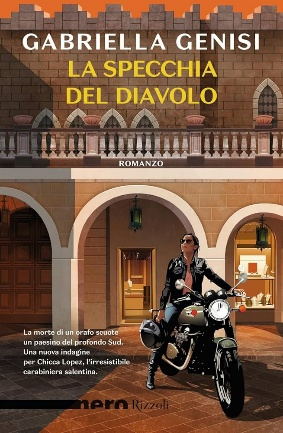 GABRIELLA GENISI
LA SPECCHIA
DEL DIAVOLO
ROMANZO
La morte di un orafo scuote
un paesino del profondo Sud.
Una nuova indagine
per Chicca Lopez, l'irresistibile
carabiniera salentina.
nero Rizzoli